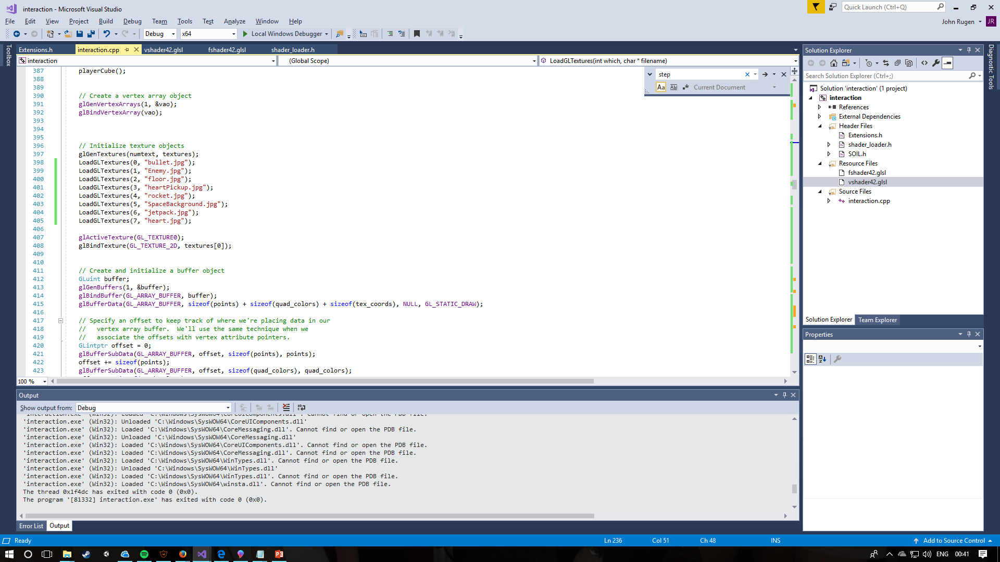 interaction - Microsoft Visual Studio
Quick Launch (Ctrl+Q)
File Edit View Project Build Debug Team Tools Test Analyze Window Help
John Rugen JR
Debug x64 Local Windows Debugger
Toolbox
Extensions.h interaction.cpp vshader42.glsl fshader42.glsl shader_loader.h
interaction (Global Scope) LoadGLTextures(int which, char * filename)
step
Aa Current Document
387 playerCube();
388
389
390 // Create a vertex array object
391 glGenVertexArrays(1, &vao);
392 glBindVertexArray(vao);
393
394
395
396 // Initialize texture objects
397 glGenTextures(numtext, textures);
398 LoadGLTextures(0, "bullet.jpg");
399 LoadGLTextures(1, "Enemy.jpg");
400 LoadGLTextures(2, "floor.jpg");
401 LoadGLTextures(3, "heartPickup.jpg");
402 LoadGLTextures(4, "rocket.jpg");
403 LoadGLTextures(5, "SpaceBackground.jpg");
404 LoadGLTextures(6, "jetpack.jpg");
405 LoadGLTextures(7, "heart.jpg");
406
407 glActiveTexture(GL_TEXTURE0);
408 glBindTexture(GL_TEXTURE_2D, textures[0]);
409
410
411 // Create and initialize a buffer object
412 GLuint buffer;
413 glGenBuffers(1, &buffer);
414 glBindBuffer(GL_ARRAY_BUFFER, buffer);
415 glBufferData(GL_ARRAY_BUFFER, sizeof(points) + sizeof(quad_colors) + sizeof(tex_coords), NULL, GL_STATIC_DRAW);
416
417 // Specify an offset to keep track of where we're placing data in our
418 // vertex array buffer. We'll use the same technique when we
419 // associate the offsets with vertex attribute pointers.
420 GLintptr offset = 0;
421 glBufferSubData(GL_ARRAY_BUFFER, offset, sizeof(points), points);
422 offset += sizeof(points);
423 glBufferSubData(GL_ARRAY_BUFFER, offset, sizeof(quad_colors), quad_colors);
100 %
Solution Explorer
Search Solution Explorer (Ctrl+;)
Solution 'interaction' (1 project)
interaction
References
External Dependencies
Header Files
Extensions.h
shader_loader.h
SOIL.h
Resource Files
fshader42.glsl
vshader42.glsl
Source Files
interaction.cpp
Solution Explorer Team Explorer
Properties
Diagnostic Tools
Output
Show output from: Debug
'interaction.exe' (Win32): Loaded 'C:\Windows\SysWOW64\CoreUIComponents.dll'. Cannot find or open the PDB file.
'interaction.exe' (Win32): Unloaded 'C:\Windows\SysWOW64\CoreUIComponents.dll'
'interaction.exe' (Win32): Loaded 'C:\Windows\SysWOW64\CoreMessaging.dll'. Cannot find or open the PDB file.
'interaction.exe' (Win32): Unloaded 'C:\Windows\SysWOW64\CoreMessaging.dll'
'interaction.exe' (Win32): Loaded 'C:\Windows\SysWOW64\CoreUIComponents.dll'. Cannot find or open the PDB file.
'interaction.exe' (Win32): Loaded 'C:\Windows\SysWOW64\CoreMessaging.dll'. Cannot find or open the PDB file.
'interaction.exe' (Win32): Loaded 'C:\Windows\SysWOW64\WinTypes.dll'. Cannot find or open the PDB file.
'interaction.exe' (Win32): Unloaded 'C:\Windows\SysWOW64\WinTypes.dll'
'interaction.exe' (Win32): Loaded 'C:\Windows\SysWOW64\WinTypes.dll'. Cannot find or open the PDB file.
'interaction.exe' (Win32): Loaded 'C:\Windows\SysWOW64\winsta.dll'. Cannot find or open the PDB file.
The thread 0x1f4dc has exited with code 0 (0x0).
The program '[81332] interaction.exe' has exited with code 0 (0x0).
Error List Output
Ready Ln 236 Col 51 Ch 48 INS Add to Source Control
ENG 00:41